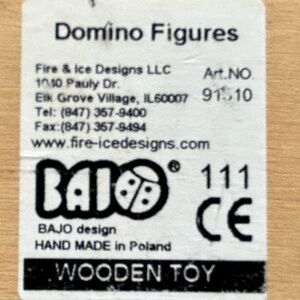 Domino Figures
Fire & Ice Designs LLC Art.NO.
1040 Pauly Dr. 91510
Elk Grove Village, IL60007
Tel: (847) 357-9400
Fax:(847) 357-9494
www.fire-icedesigns.com
BAJO ® 111
CE
BAJO design
HAND MADE in Poland
WOODEN TOY